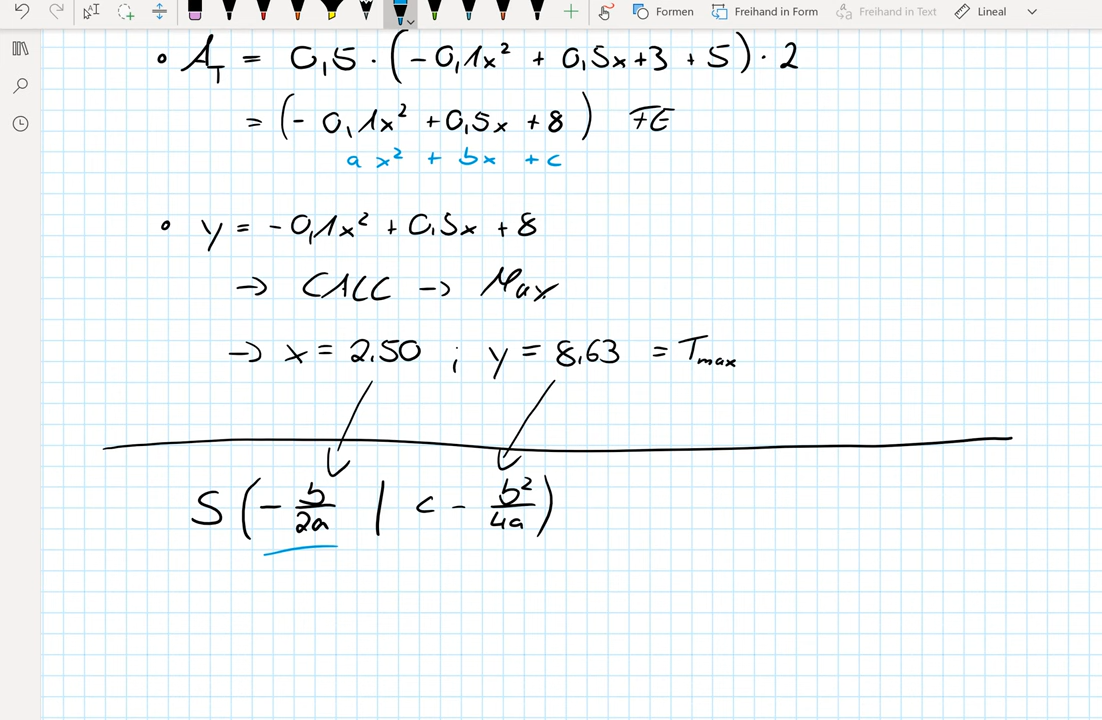 Formen Freihand in Form Freihand in Text Lineal
• A_T = 0,5 · (-0,1x² + 0,5x+3 + 5) · 2
= (- 0,1x² +0,5x +8) FE
a x² + bx + c
• y = -0,1x² + 0,5x + 8
→ CALC → Max
→ x = 2,50 ; y = 8,63 = T_max
S (- b/2a | c - b²/4a)